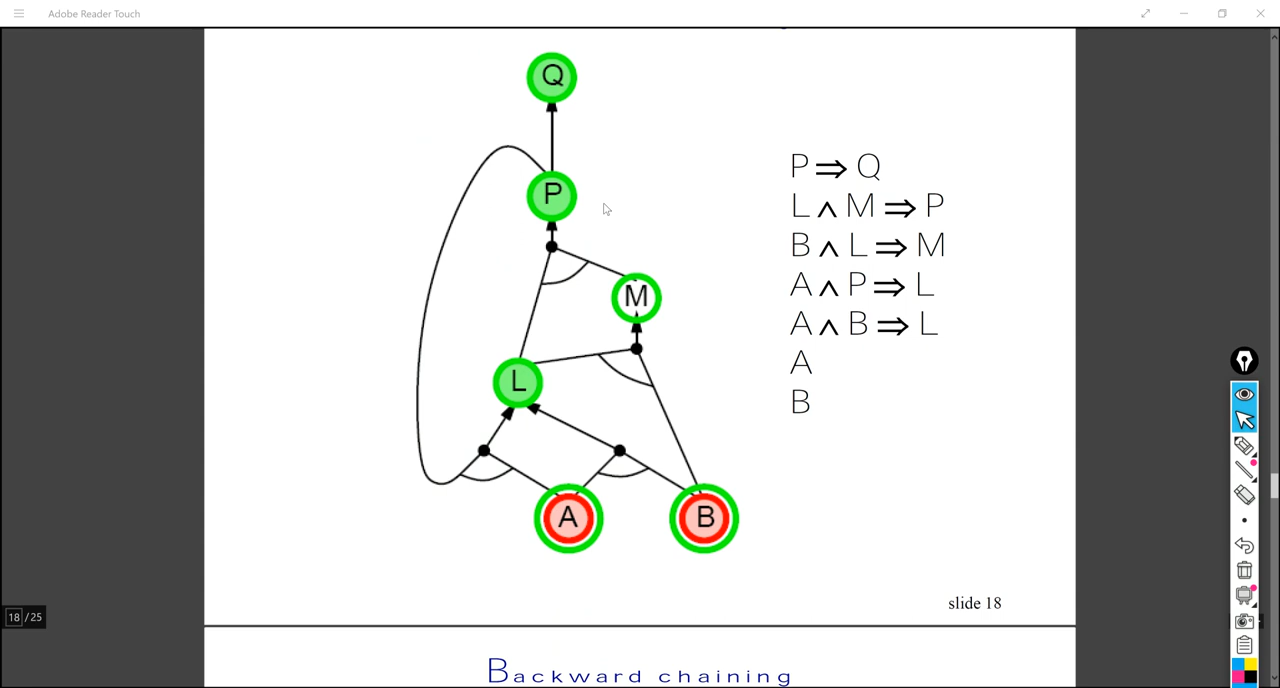 Adobe Reader Touch
Q
P
M
L
A
B
P ⇒ Q
L ∧ M ⇒ P
B ∧ L ⇒ M
A ∧ P ⇒ L
A ∧ B ⇒ L
A
B
slide 18
18 / 25
Backward chaining